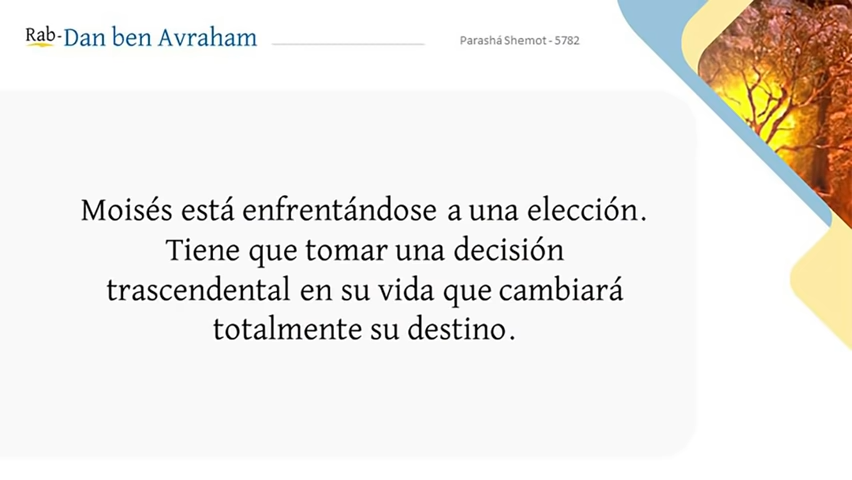 Rab-Dan ben Avraham
Parashá Shemot - 5782
Moisés está enfrentándose a una elección.
Tiene que tomar una decisión
trascendental en su vida que cambiará
totalmente su destino.